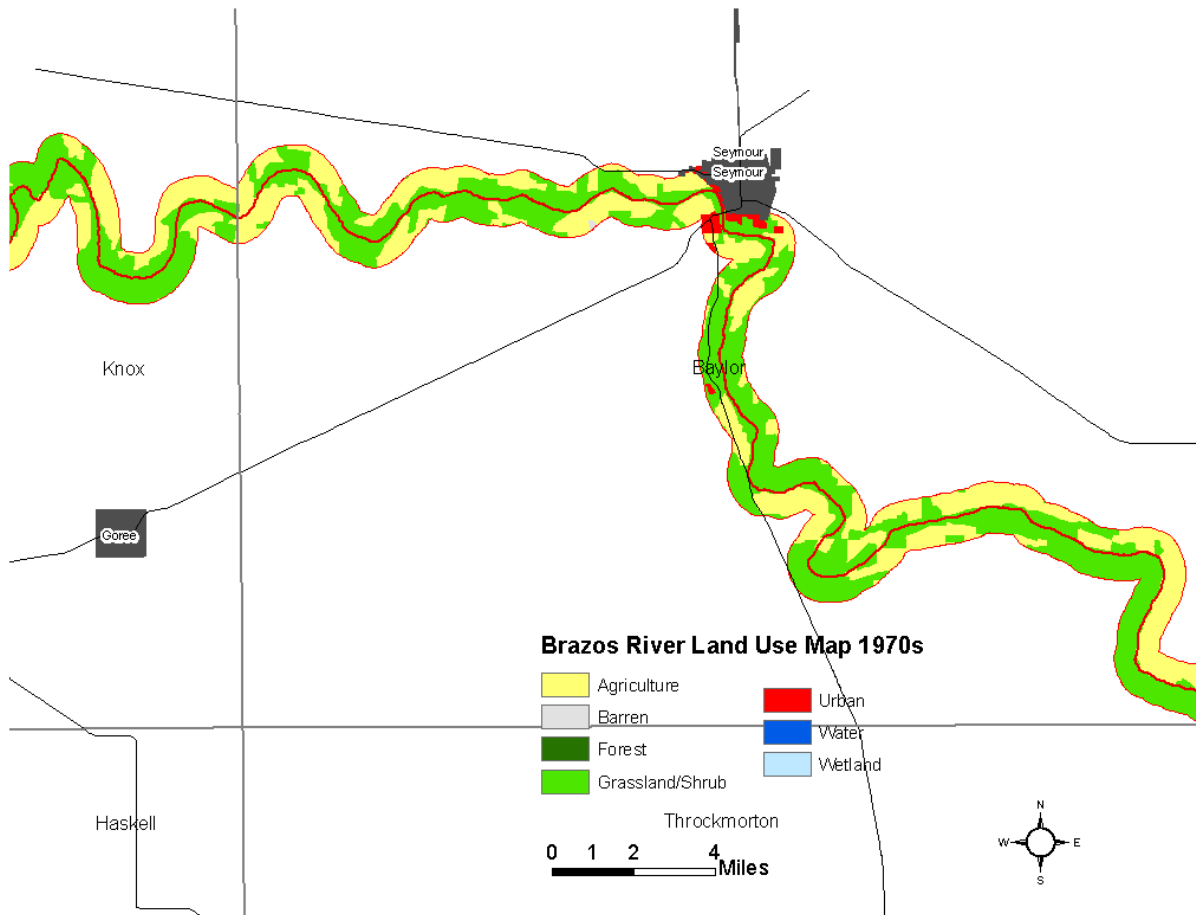 Seymour
Seymour
Knox
Baylor
Goree
Brazos River Land Use Map 1970s
Agriculture
Urban
Barren
Water
Forest
Wetland
Grassland/Shrub
Haskell
Throckmorton
N
W
E
S
0 1 2 4
Miles